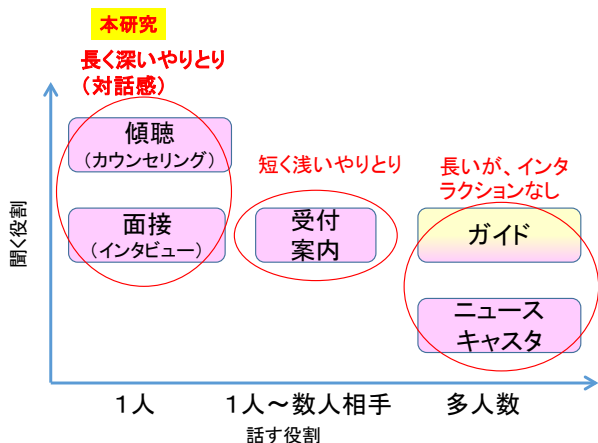 本研究
長く深いやりとり
(対話感)
傾聴
(カウンセリング)
面接
(インタビュー)
短く浅いやりとり
受付
案内
長いが、インタ
ラクションなし
ガイド
ニュース
キャスタ
聞く役割
1人
1人～数人相手
多人数
話す役割